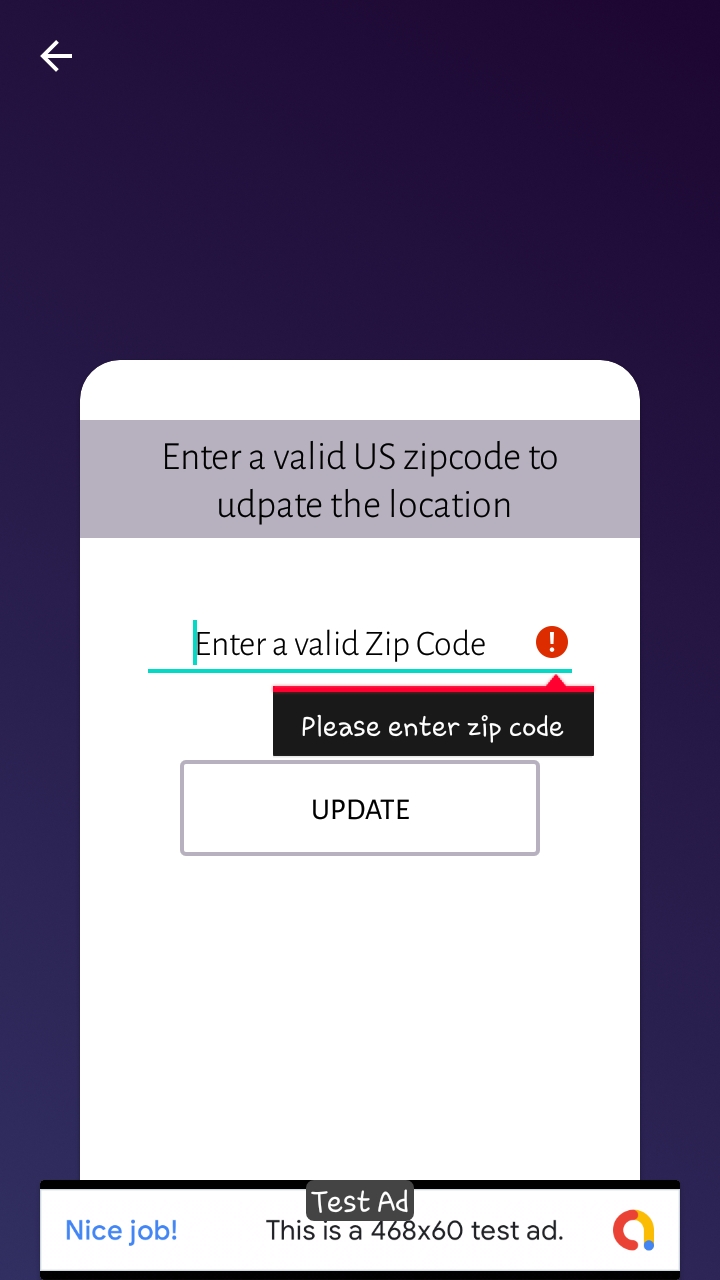 Enter a valid US zipcode to
udpate the location
Enter a valid Zip Code
Please enter zip code
UPDATE
Test Ad
Nice job!
This is a 468x60 test ad.